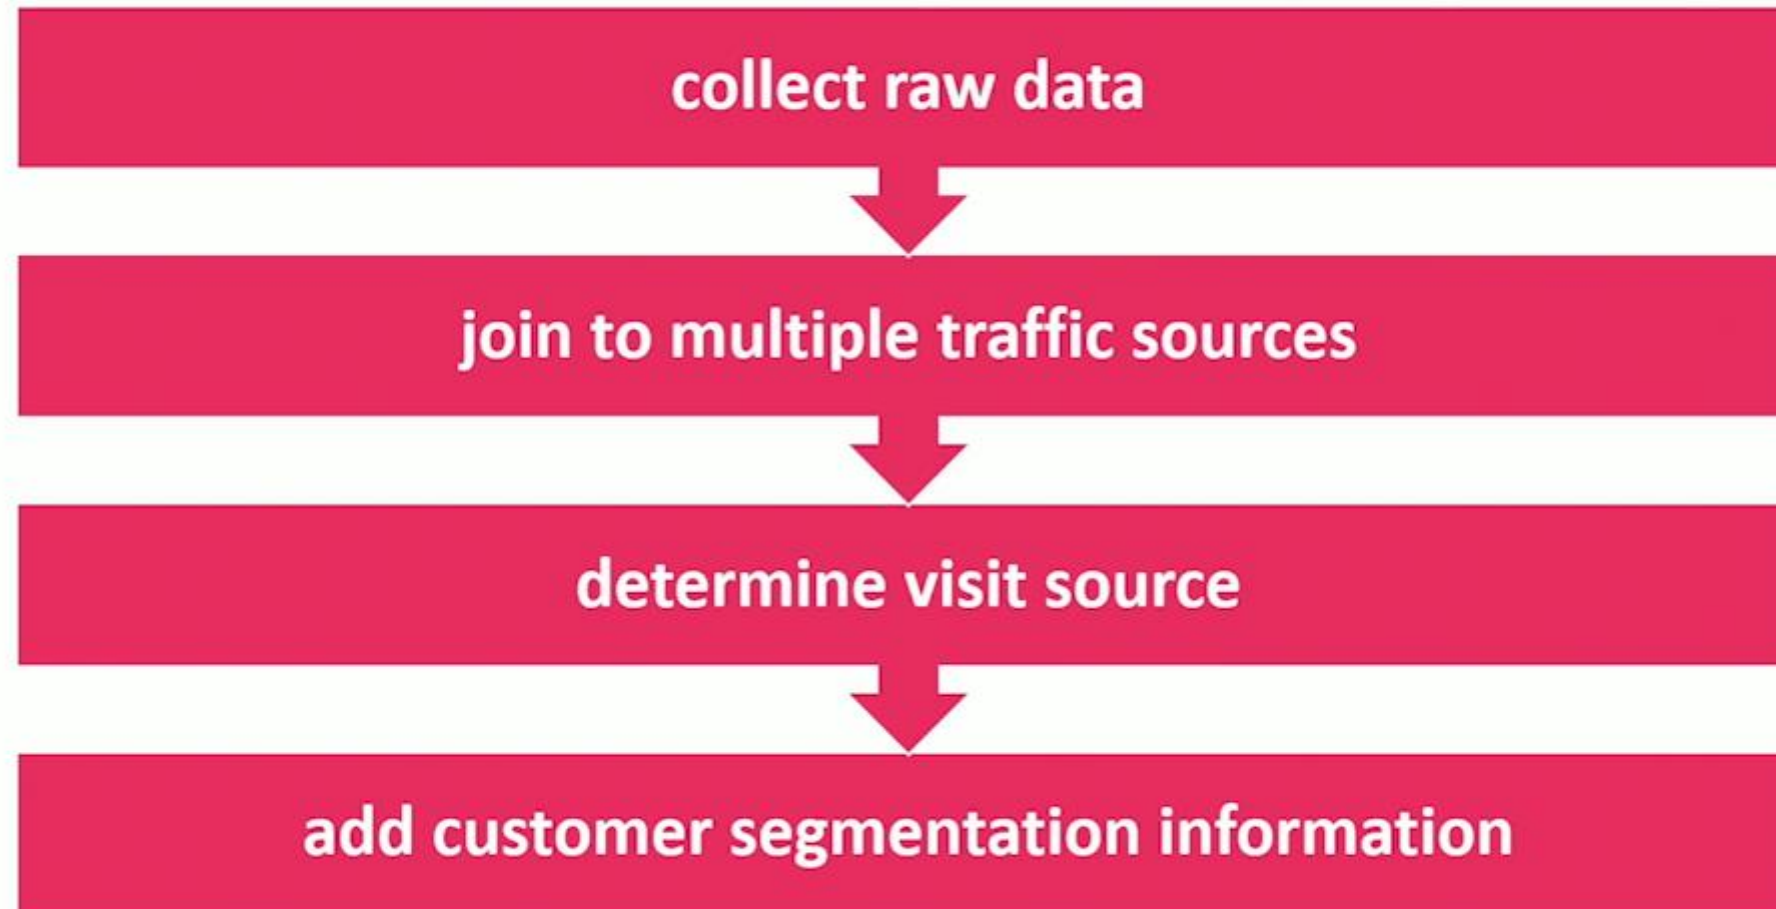 collect raw data
join to multiple traffic sources
determine visit source
add customer segmentation information